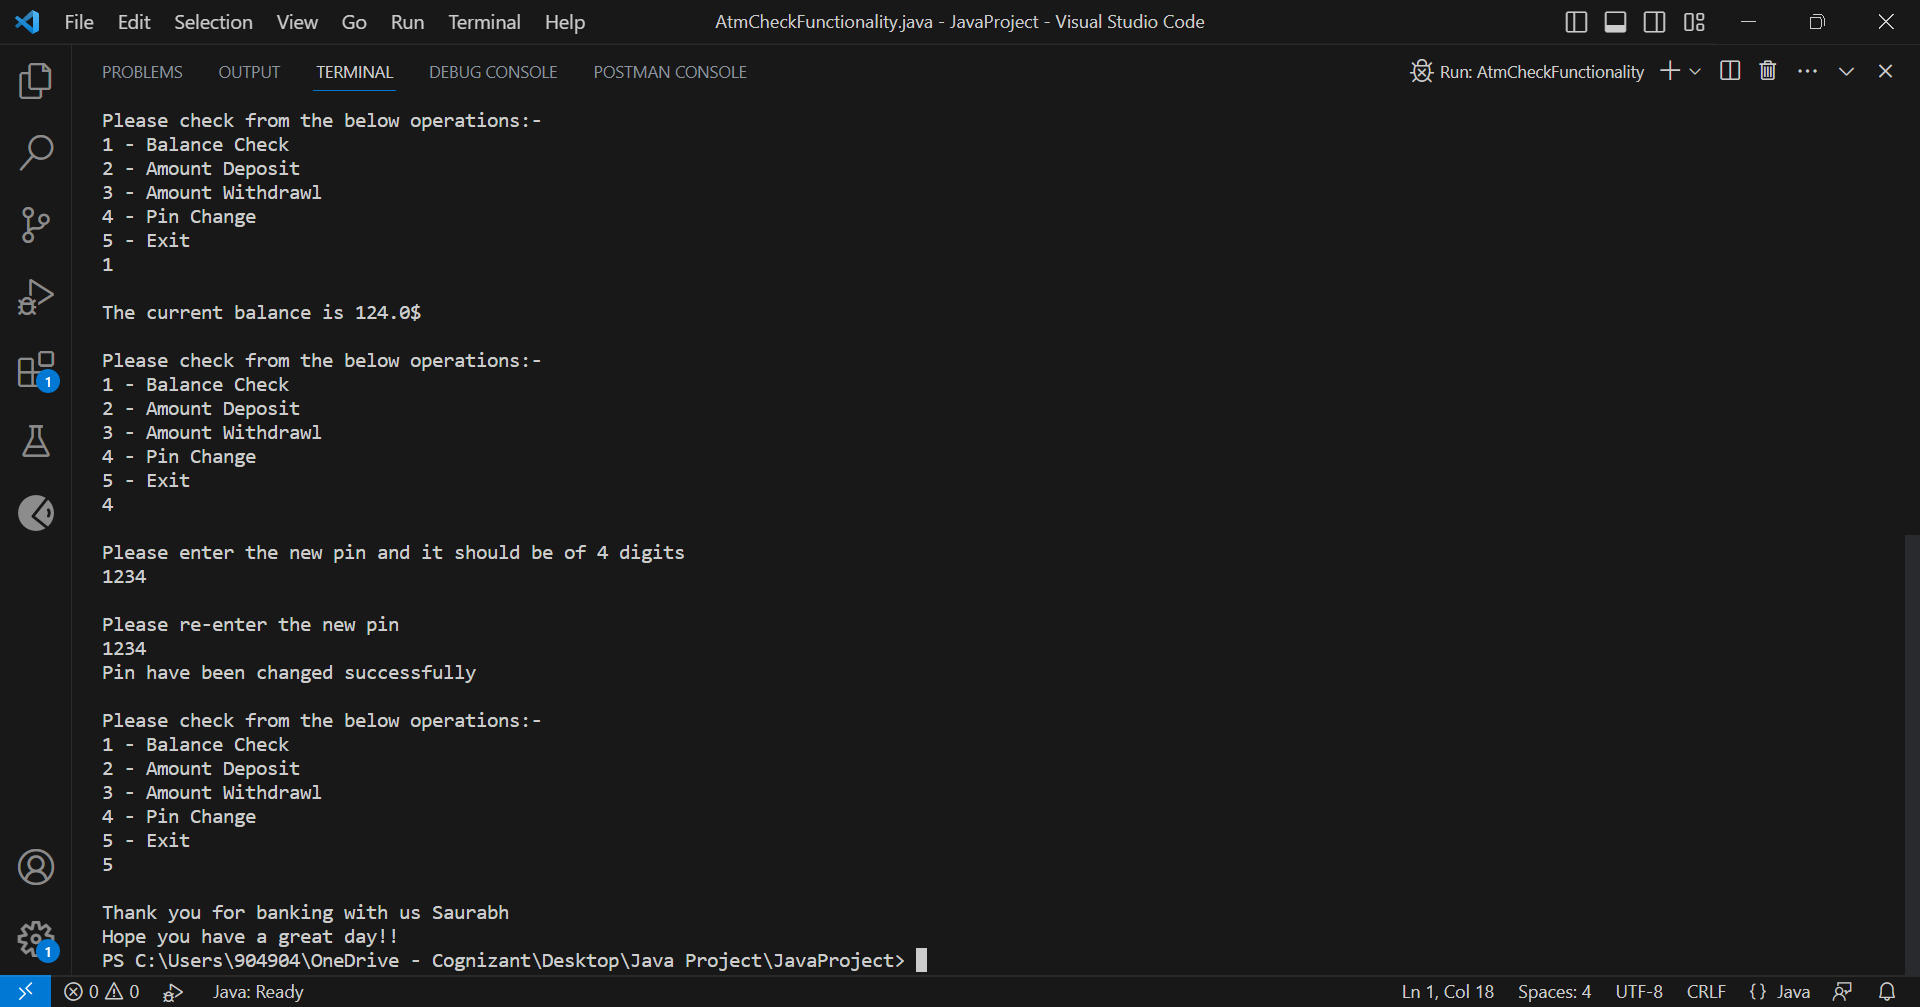 File Edit Selection View Go Run Terminal Help AtmCheckFunctionality.java - JavaProject - Visual Studio Code
PROBLEMS OUTPUT TERMINAL DEBUG CONSOLE POSTMAN CONSOLE Run: AtmCheckFunctionality
Please check from the below operations:-
1 - Balance Check
2 - Amount Deposit
3 - Amount Withdrawl
4 - Pin Change
5 - Exit
1
The current balance is 124.0$
Please check from the below operations:-
1 - Balance Check
2 - Amount Deposit
3 - Amount Withdrawl
4 - Pin Change
5 - Exit
4
Please enter the new pin and it should be of 4 digits
1234
Please re-enter the new pin
1234
Pin have been changed successfully
Please check from the below operations:-
1 - Balance Check
2 - Amount Deposit
3 - Amount Withdrawl
4 - Pin Change
5 - Exit
5
Thank you for banking with us Saurabh
Hope you have a great day!!
PS C:\Users\904904\OneDrive - Cognizant\Desktop\Java Project\JavaProject>
1
1
0 0 Java: Ready Ln 1, Col 18 Spaces: 4 UTF-8 CRLF {} Java